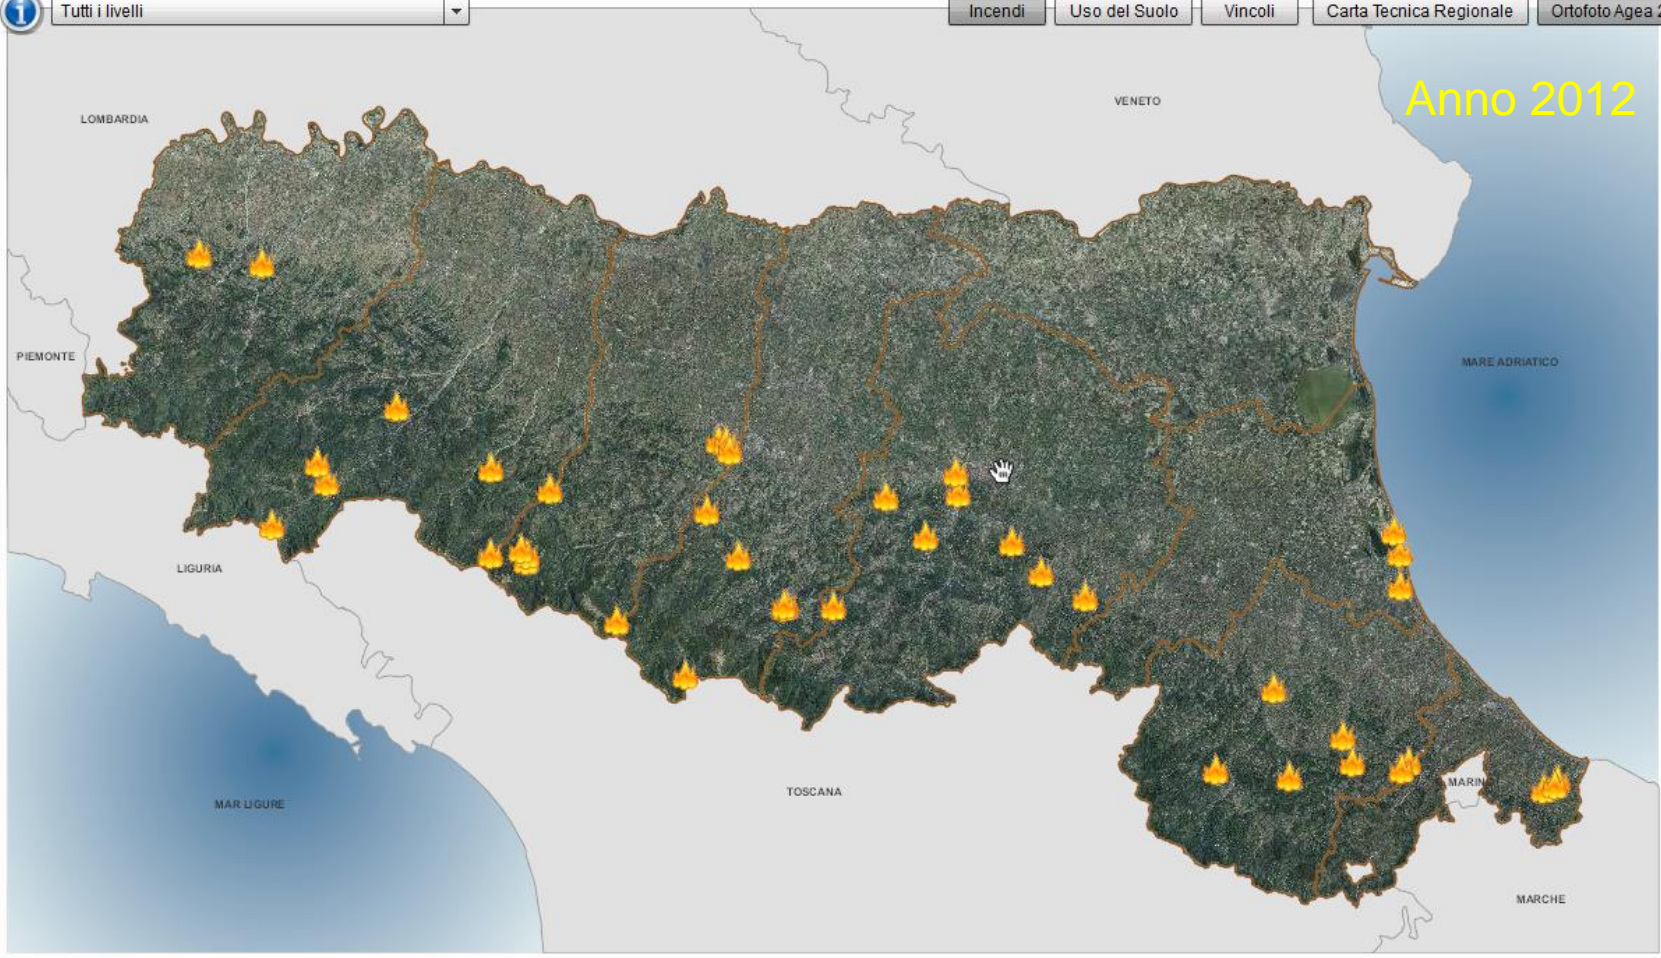 Tutti i livelli
Incendi
Uso del Suolo
Vincoli
Carta Tecnica Regionale
Ortofoto Agea 2
Anno 2012
VENETO
LOMBARDIA
PIEMONTE
MARE ADRIATICO
LIGURIA
MARIN
TOSCANA
MAR LIGURE
MARCHE